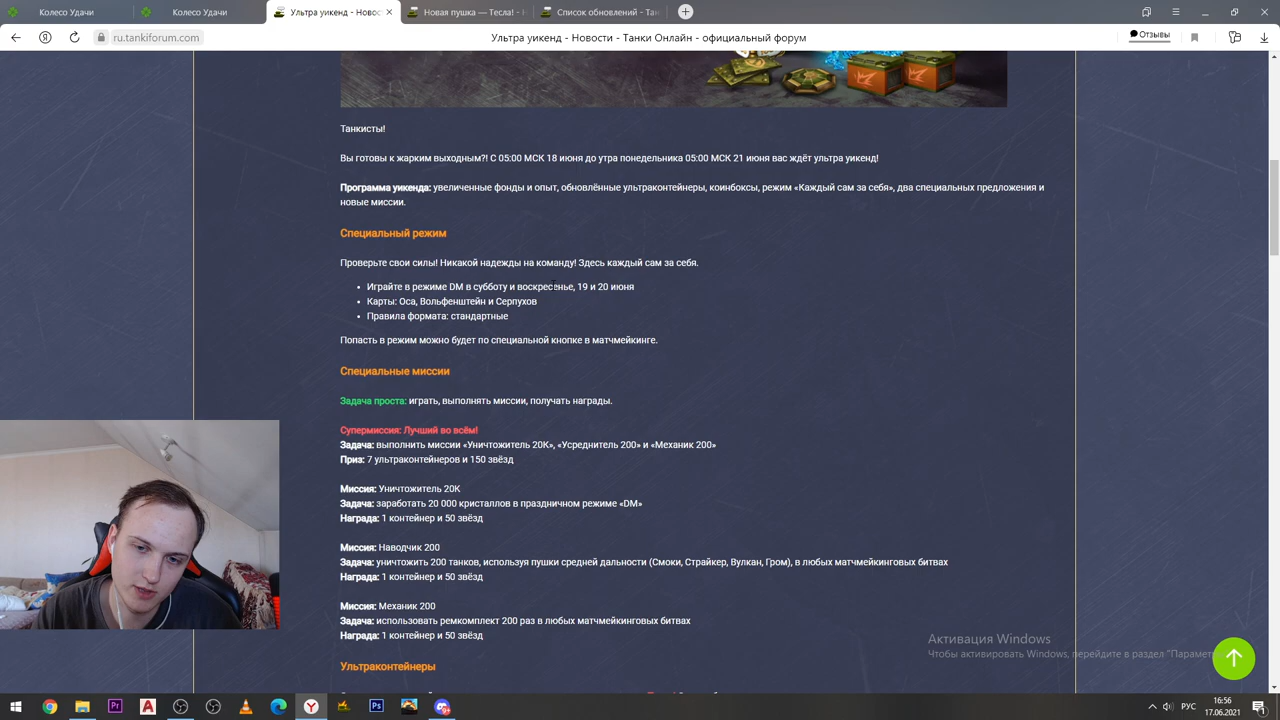 Колесо Удачи
Колесо Удачи
Ультра уикенд - Новос
Новая пушка — Тесла! -
Список обновлений - Тан
ru.tankiforum.com
Ультра уикенд - Новости - Танки Онлайн - официальный форум
Отзывы
Танкисты!
Вы готовы к жарким выходным?! С 05:00 МСК 18 июня до утра понедельника 05:00 МСК 21 июня вас ждёт ультра уикенд!
Программа уикенда: увеличенные фонды и опыт, обновлённые ультраконтейнеры, коинбоксы, режим «Каждый сам за себя», два специальных предложения и
новые миссии.
Специальный режим
Проверьте свои силы! Никакой надежды на команду! Здесь каждый сам за себя.
• Играйте в режиме DM в субботу и воскресенье, 19 и 20 июня
• Карты: Оса, Вольфенштейн и Серпухов
• Правила формата: стандартные
Попасть в режим можно будет по специальной кнопке в матчмейкинге.
Специальные миссии
Задача проста: играть, выполнять миссии, получать награды.
Супермиссия: Лучший во всём!
Задача: выполнить миссии «Уничтожитель 20К», «Усреднитель 200» и «Механик 200»
Приз: 7 ультраконтейнеров и 150 звёзд
Миссия: Уничтожитель 20К
Задача: заработать 20 000 кристаллов в праздничном режиме «DM»
Награда: 1 контейнер и 50 звёзд
Миссия: Наводчик 200
Задача: уничтожить 200 танков, используя пушки средней дальности (Смоки, Страйкер, Вулкан, Гром), в любых матчмейкинговых битвах
Награда: 1 контейнер и 50 звёзд
Миссия: Механик 200
Задача: использовать ремкомплект 200 раз в любых матчмейкинговых битвах
Награда: 1 контейнер и 50 звёзд
Ультраконтейнеры
Активация Windows
Чтобы активировать Windows, перейдите в раздел "Парамет
РУС
16:56
17.06.2021